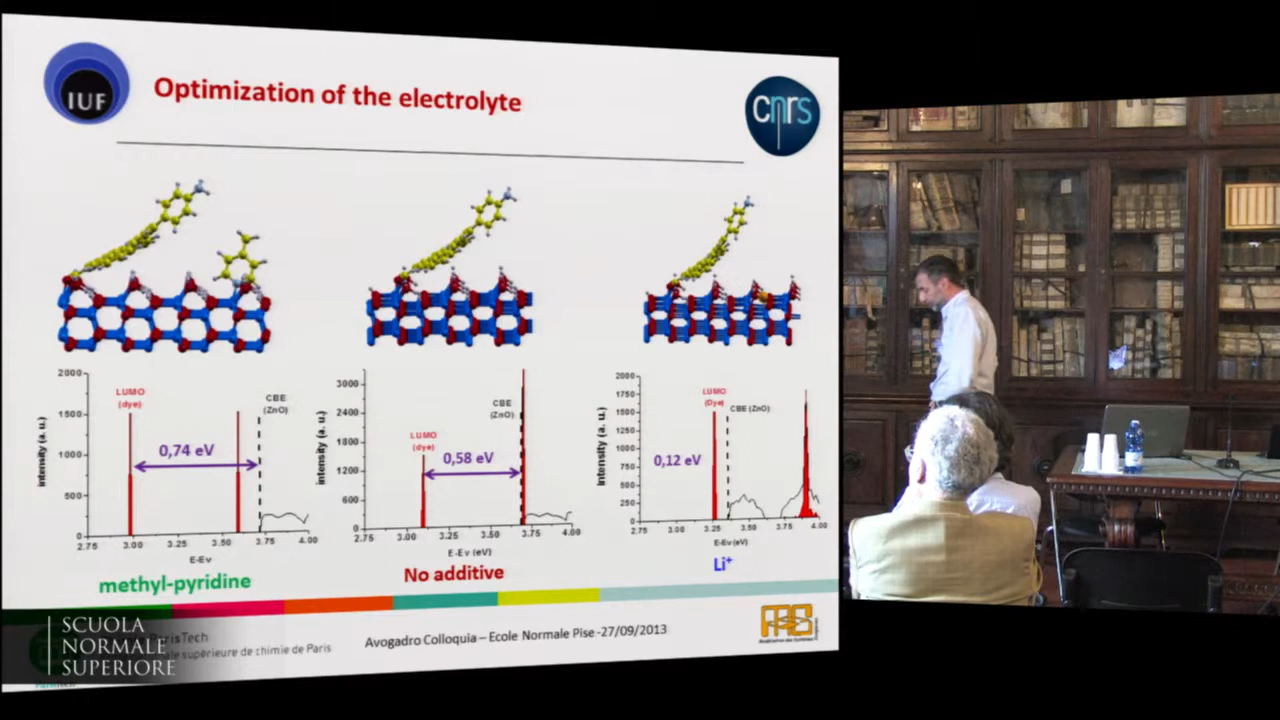 IUF
Optimization of the electrolyte
cnrs
2000
1500
1000
500
0
2.75
3.00
3.25
3.50
3.75
4.00
Intensity (a. u.)
E-Ev
LUMO
(dye)
CBE
(ZnO)
0,74 eV
methyl-pyridine
3000
2400
1800
1200
600
0
2.75
3.00
3.25
3.50
3.75
4.00
Intensity (a. u.)
E-Ev (eV)
LUMO
(dye)
CBE
(ZnO)
0,58 eV
No additive
2000
1750
1500
1250
1000
750
500
250
0
2.75
3.00
3.25
3.50
3.75
4.00
Intensity (a. u.)
E-Ev (eV)
LUMO
(Dye)
CBE (ZnO)
0,12 eV
Li⁺
ParisTech
supérieure de chimie de Paris
Avogadro Colloquia – Ecole Normale Pise -27/09/2013
SCUOLA
NORMALE
SUPERIORE